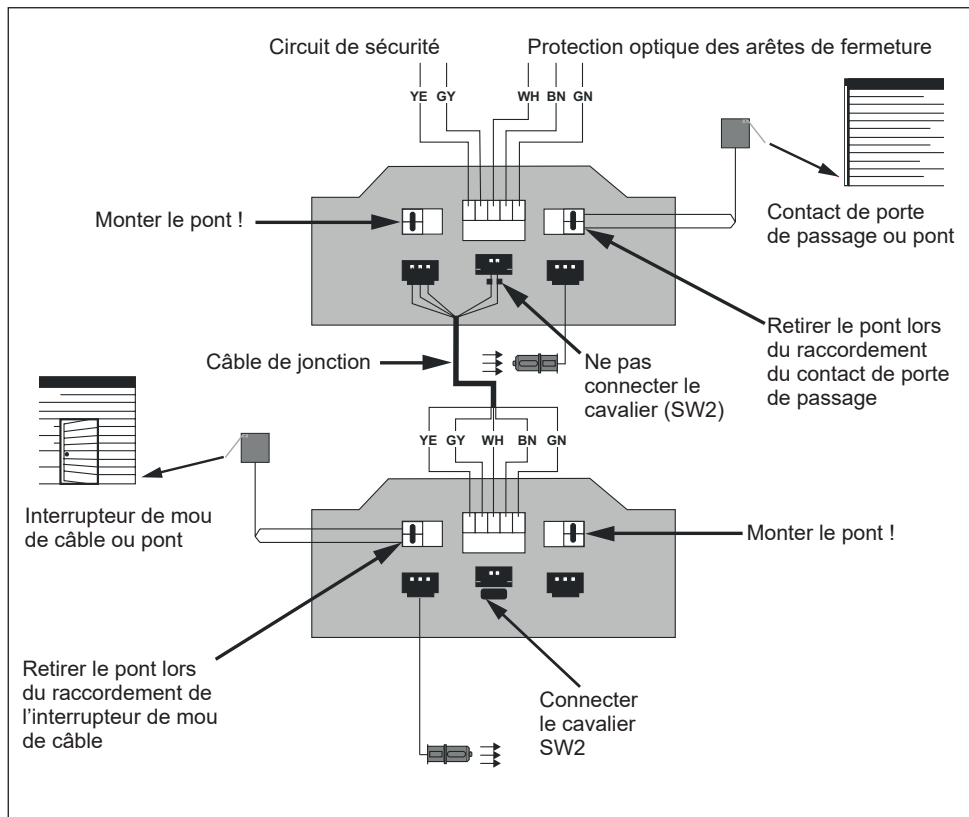 Circuit de sécurité
Protection optique des arêtes de fermeture
YE GY
WH BN GN
Monter le pont !
Contact de porte
de passage ou pont
Retirer le pont lors
du raccordement
du contact de porte
de passage
Câble de jonction
Ne pas
connecter le
cavalier (SW2)
YE GY WH BN GN
Interrupteur de mou
de câble ou pont
Monter le pont !
Retirer le pont lors
du raccordement de
l’interrupteur de mou
de câble
Connecter
le cavalier
SW2